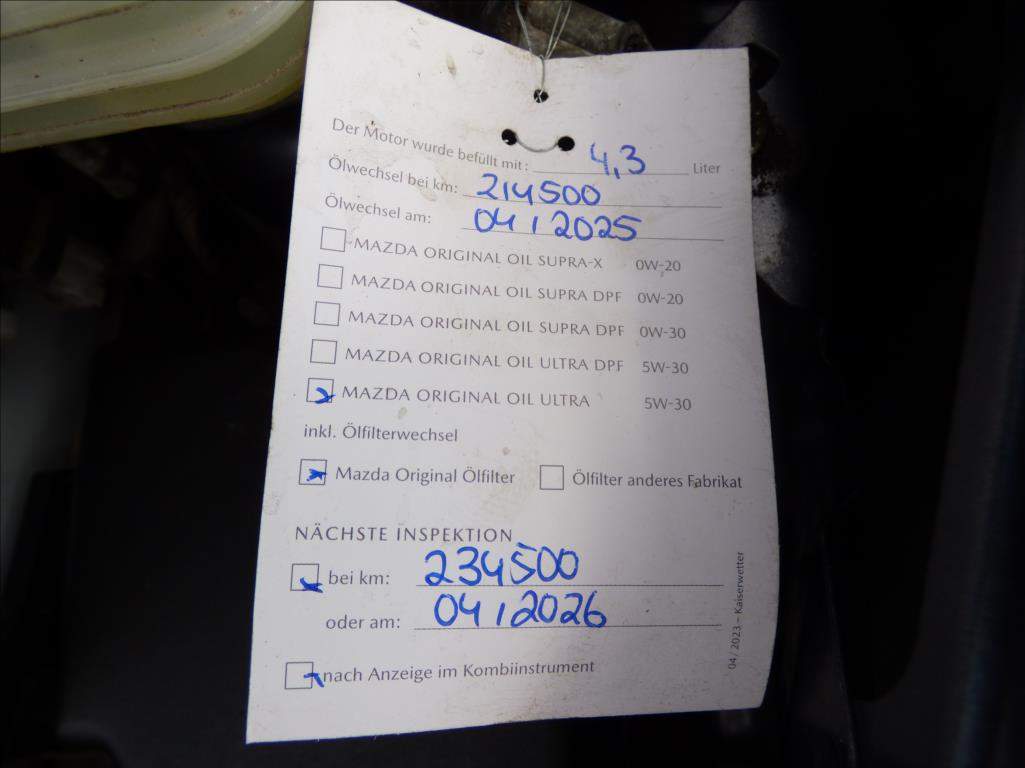 Der Motor wurde befüllt mit: 4,3 Liter
Ölwechsel bei km: 214500
Ölwechsel am: 04/2025
MAZDA ORIGINAL OIL SUPRA-X 0W-20
MAZDA ORIGINAL OIL SUPRA DPF 0W-20
MAZDA ORIGINAL OIL SUPRA DPF 0W-30
MAZDA ORIGINAL OIL ULTRA DPF 5W-30
MAZDA ORIGINAL OIL ULTRA 5W-30
inkl. Ölfilterwechsel
Mazda Original Ölfilter Ölfilter anderes Fabrikat
NÄCHSTE INSPEKTION
bei km: 234500
oder am: 04/2026
nach Anzeige im Kombiinstrument
04/2023 – Kaiserwetter